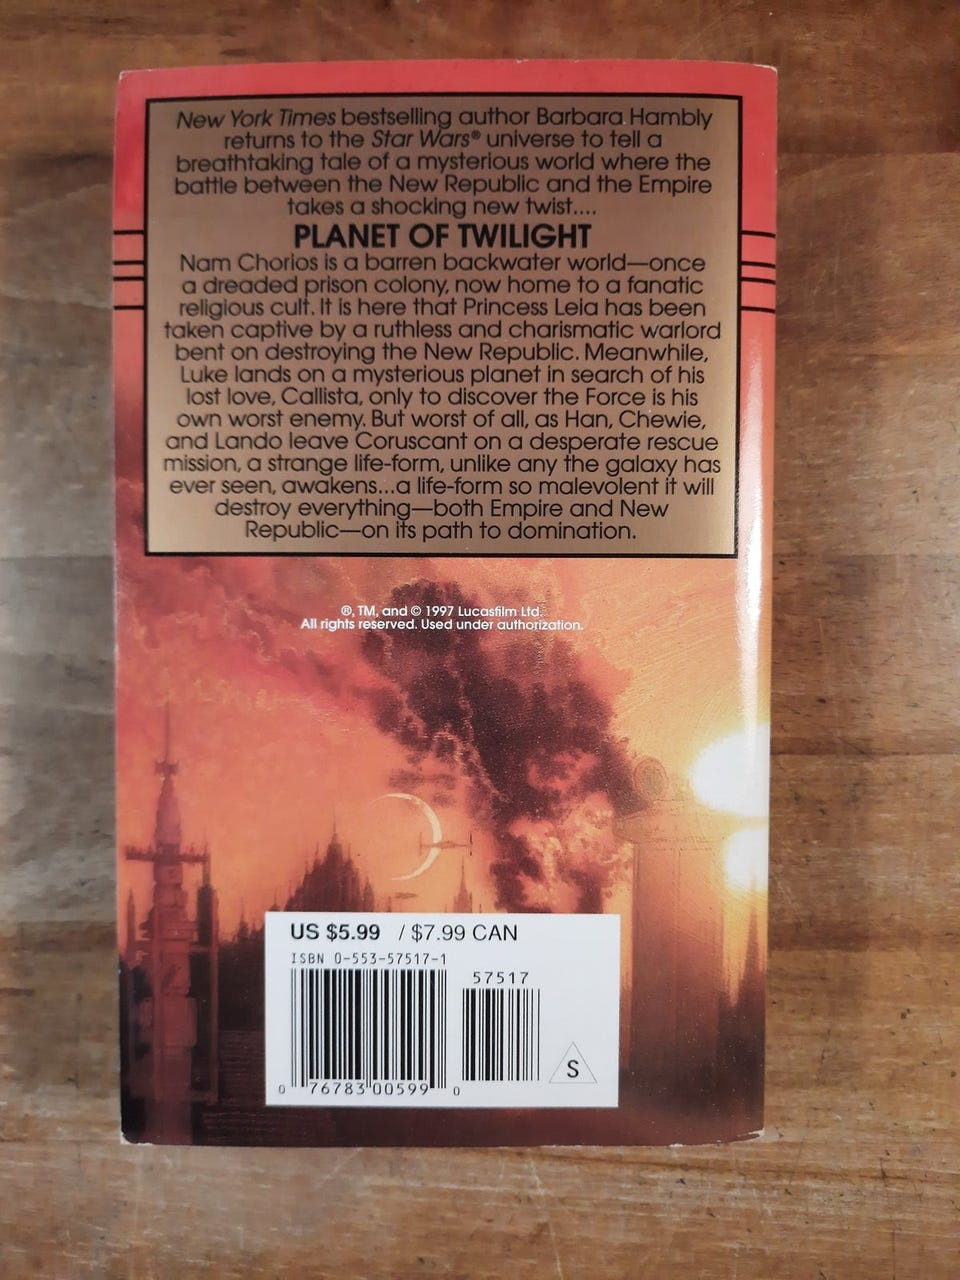 New York Times bestselling author Barbara Hambly
returns to the Star Wars® universe to tell a
breathtaking tale of a mysterious world where the
battle between the New Republic and the Empire
takes a shocking new twist....
PLANET OF TWILIGHT
Nam Chorios is a barren backwater world—once
a dreaded prison colony, now home to a fanatic
religious cult. It is here that Princess Leia has been
taken captive by a ruthless and charismatic warlord
bent on destroying the New Republic. Meanwhile,
Luke lands on a mysterious planet in search of his
lost love, Callista, only to discover the Force is his
own worst enemy. But worst of all, as Han, Chewie,
and Lando leave Coruscant on a desperate rescue
mission, a strange life-form, unlike any the galaxy has
ever seen, awakens...a life-form so malevolent it will
destroy everything—both Empire and New
Republic—on its path to domination.
®, TM, and © 1997 Lucasfilm Ltd.
All rights reserved. Used under authorization.
US $5.99 / $7.99 CAN
ISBN 0-553-57517-1
57517
0 76783 00599 0
S